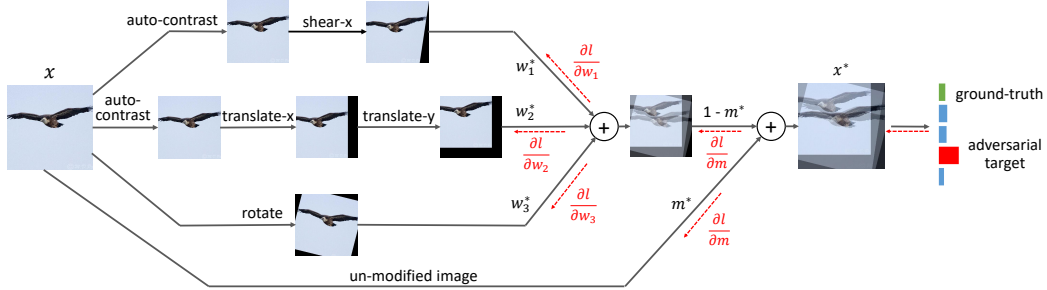 auto-contrast
shear-x
x
w₁*
∂l
∂w₁
x*
ground-truth
auto-
contrast
translate-x
translate-y
w₂*
+
1 - m*
+
∂l
∂w₂
∂l
∂m
adversarial
target
rotate
w₃*
∂l
∂w₃
m*
∂l
∂m
un-modified image